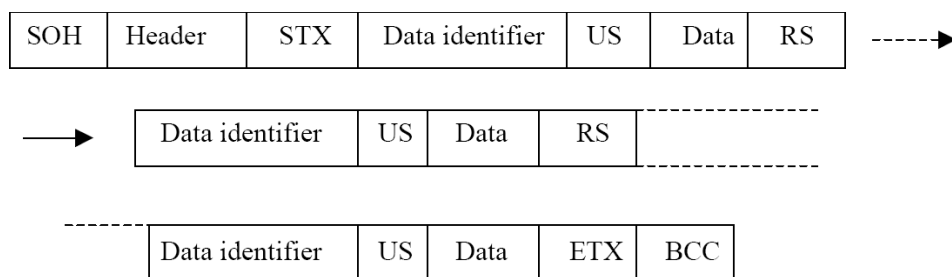 SOH Header STX Data identifier US Data RS
Data identifier US Data RS
Data identifier US Data ETX BCC